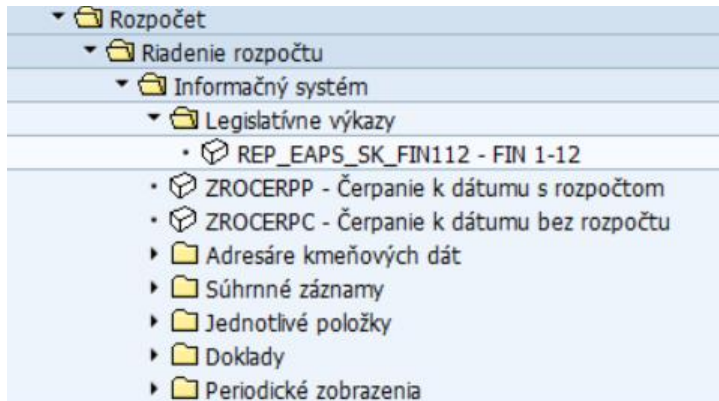 Rozpočet
Riadenie rozpočtu
Informačný systém
Legislatívne výkazy
REP_EAPS_SK_FIN112 - FIN 1-12
ZROCERPP - Čerpanie k dátumu s rozpočtom
ZROCERPC - Čerpanie k dátumu bez rozpočtu
Adresáre kmeňových dát
Súhrnné záznamy
Jednotlivé položky
Doklady
Periodické zobrazenia